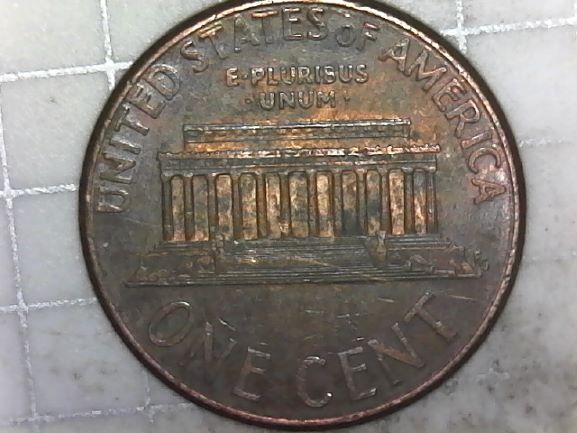 UNITED STATES OF AMERICA
E·PLURIBUS
·UNUM·
ONE CENT